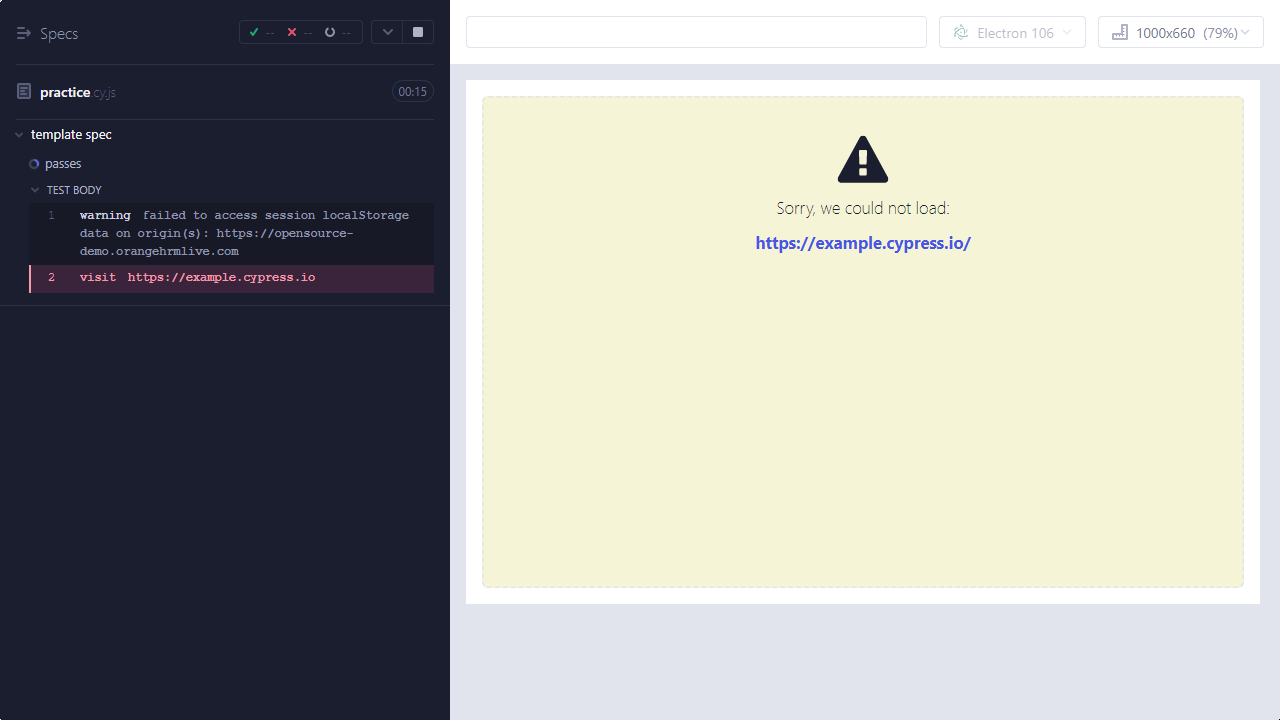 Specs
-- -- --
practice.cy.js
00:15
template spec
passes
TEST BODY
1 warning failed to access session localStorage
data on origin(s): https://opensource-
demo.orangehrmlive.com
2 visit https://example.cypress.io
Electron 106
1000x660 (79%)
Sorry, we could not load:
https://example.cypress.io/